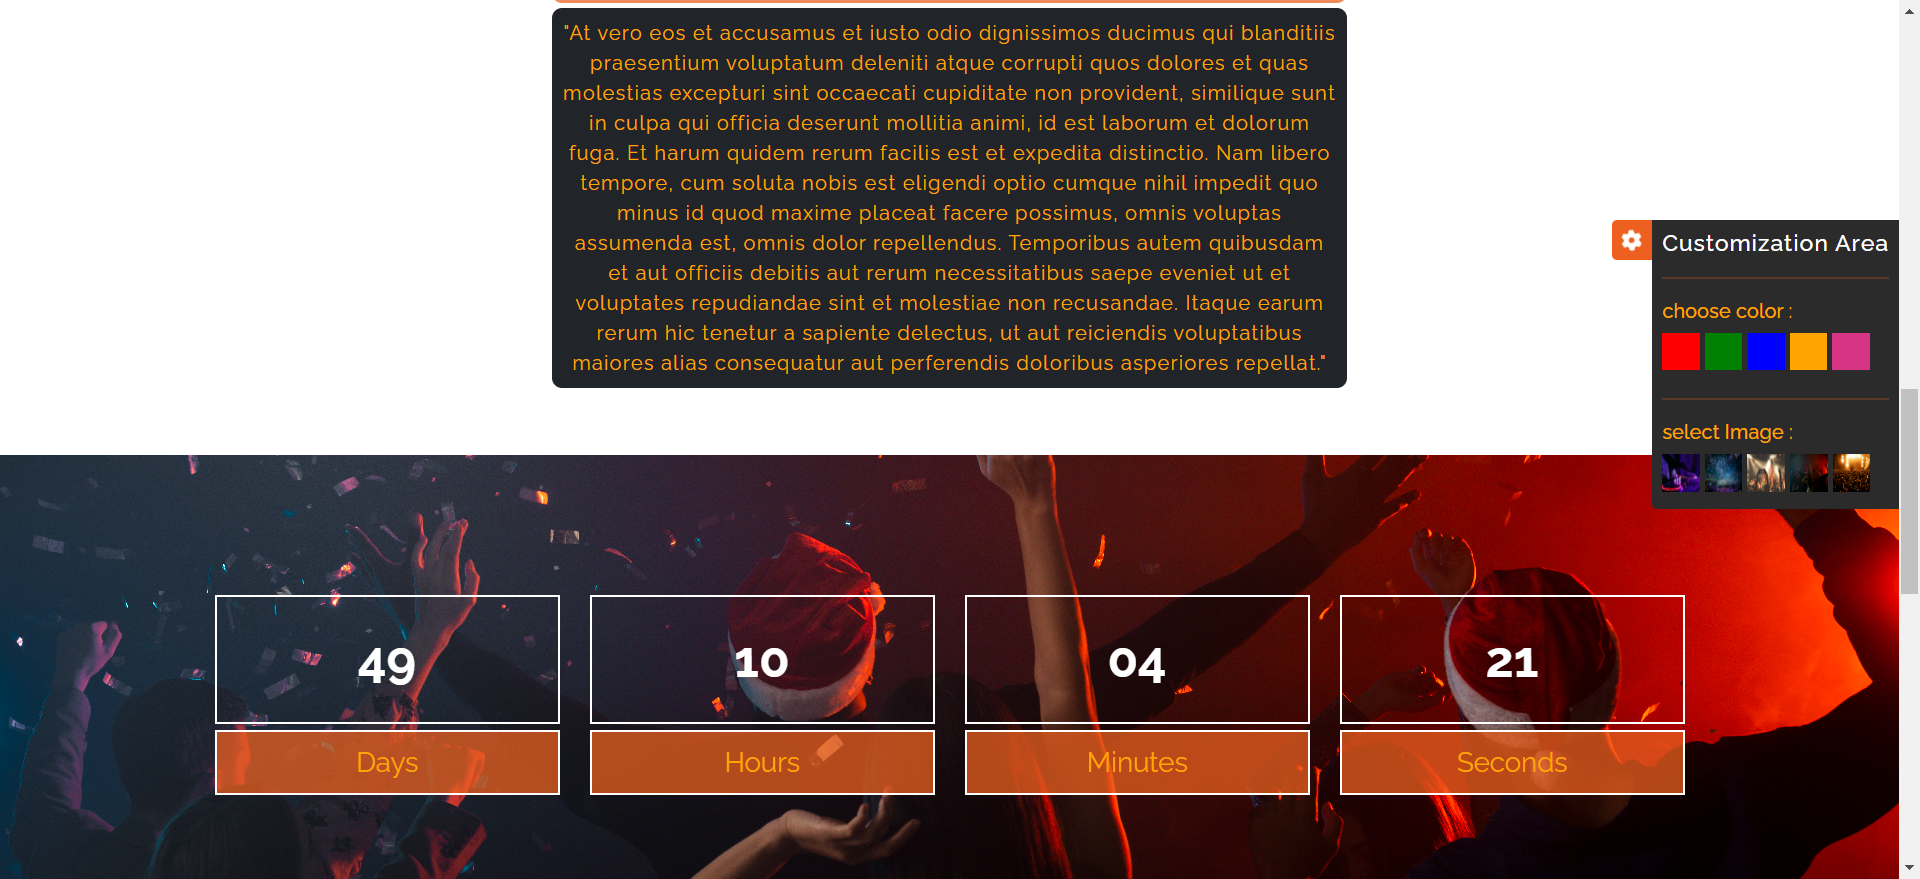 "At vero eos et accusamus et iusto odio dignissimos ducimus qui blanditiis
praesentium voluptatum deleniti atque corrupti quos dolores et quas
molestias excepturi sint occaecati cupiditate non provident, similique sunt
in culpa qui officia deserunt mollitia animi, id est laborum et dolorum
fuga. Et harum quidem rerum facilis est et expedita distinctio. Nam libero
tempore, cum soluta nobis est eligendi optio cumque nihil impedit quo
minus id quod maxime placeat facere possimus, omnis voluptas
assumenda est, omnis dolor repellendus. Temporibus autem quibusdam
et aut officiis debitis aut rerum necessitatibus saepe eveniet ut et
voluptates repudiandae sint et molestiae non recusandae. Itaque earum
rerum hic tenetur a sapiente delectus, ut aut reiciendis voluptatibus
maiores alias consequatur aut perferendis doloribus asperiores repellat."
Customization Area
choose color :
select Image :
49
10
04
21
Days
Hours
Minutes
Seconds